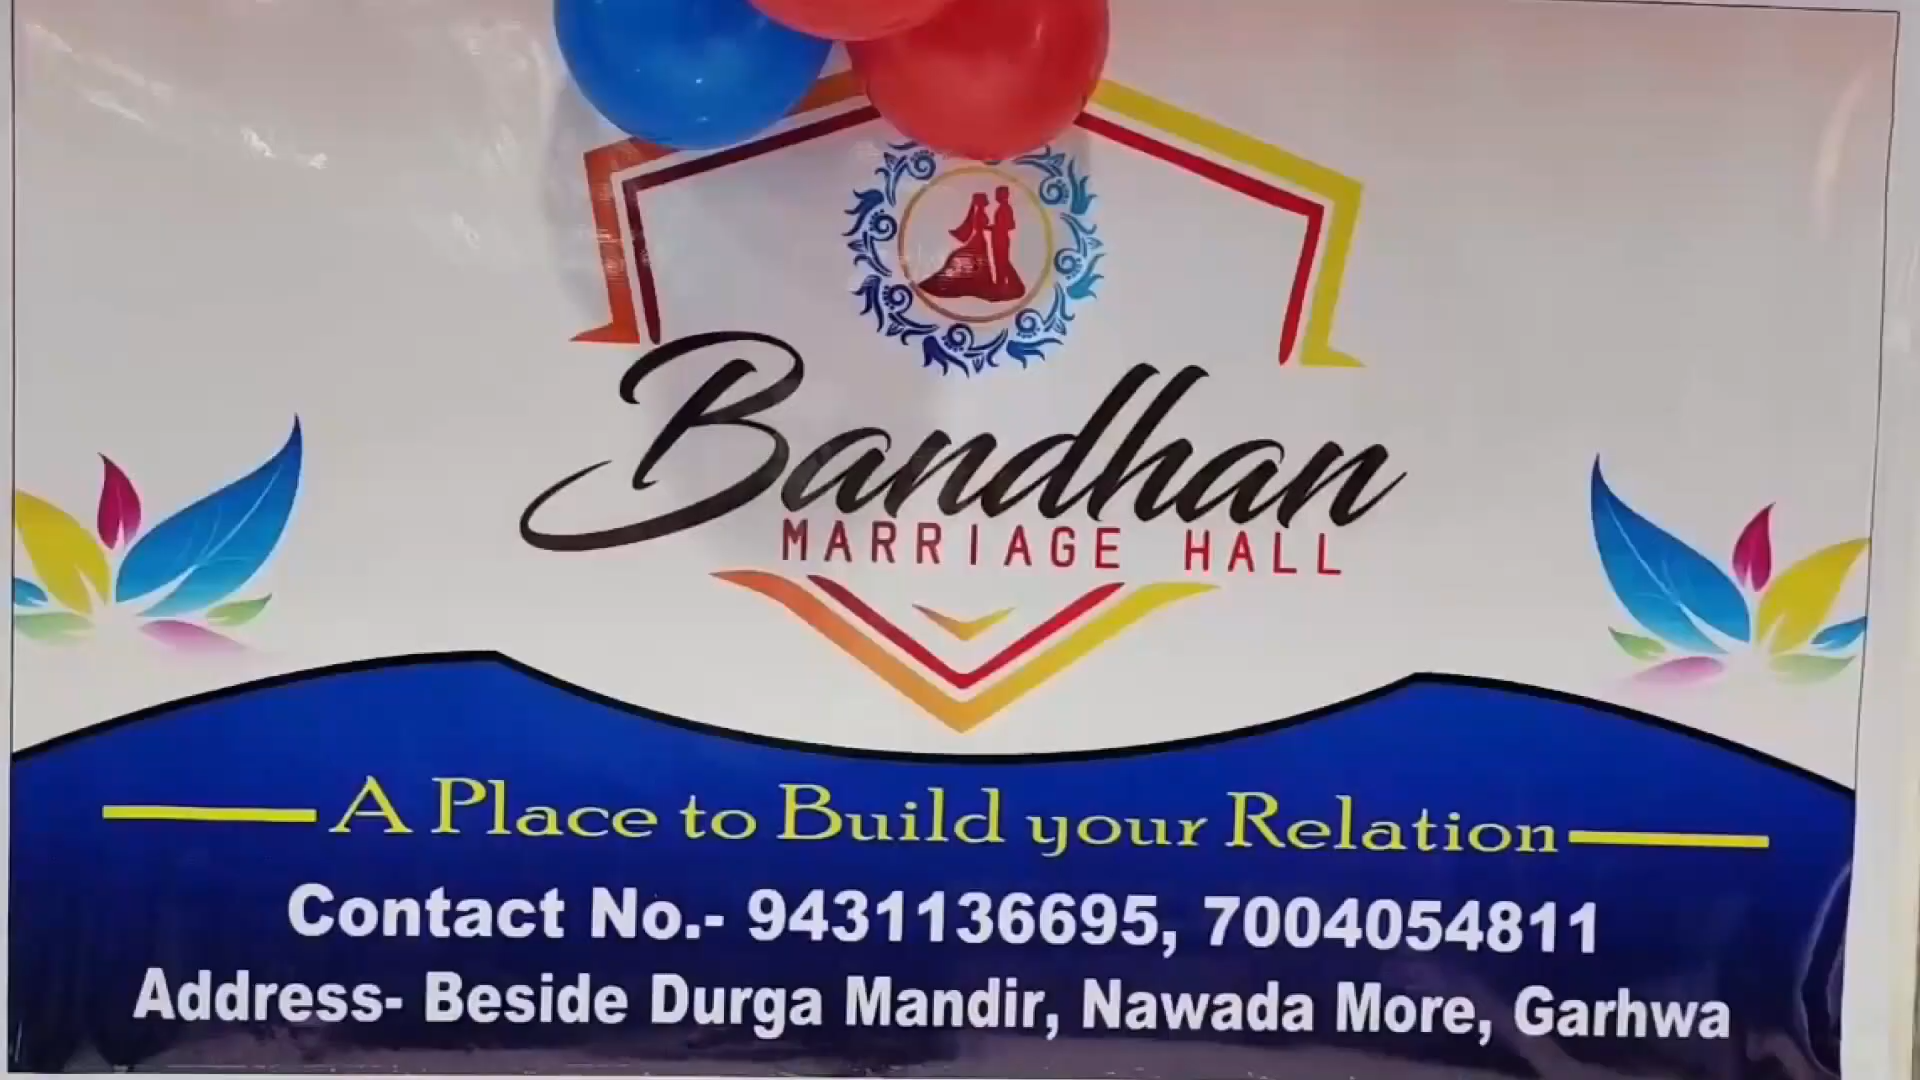 Bandhan
MARRIAGE HALL
A Place to Build your Relation
Contact No.- 9431136695, 7004054811
Address- Beside Durga Mandir, Nawada More, Garhwa